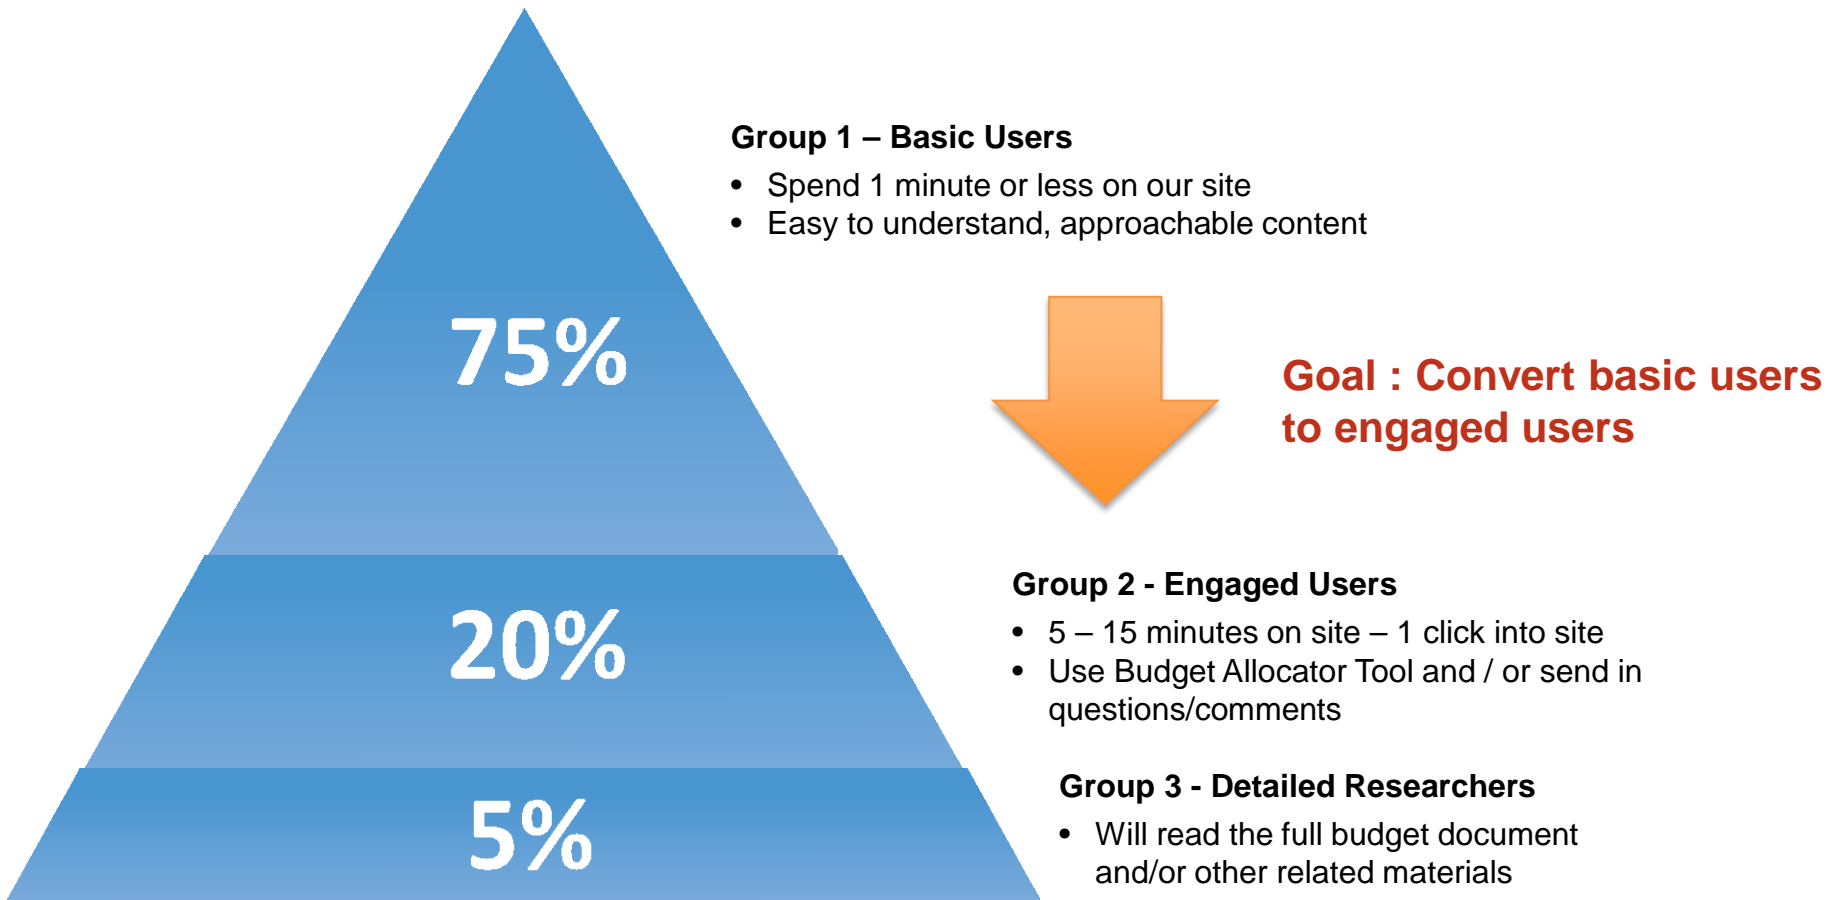 Group 1 – Basic Users
• Spend 1 minute or less on our site
• Easy to understand, approachable content
75%
Goal : Convert basic users
to engaged users
Group 2 - Engaged Users
• 5 – 15 minutes on site – 1 click into site
• Use Budget Allocator Tool and / or send in
questions/comments
20%
Group 3 - Detailed Researchers
• Will read the full budget document
and/or other related materials
5%